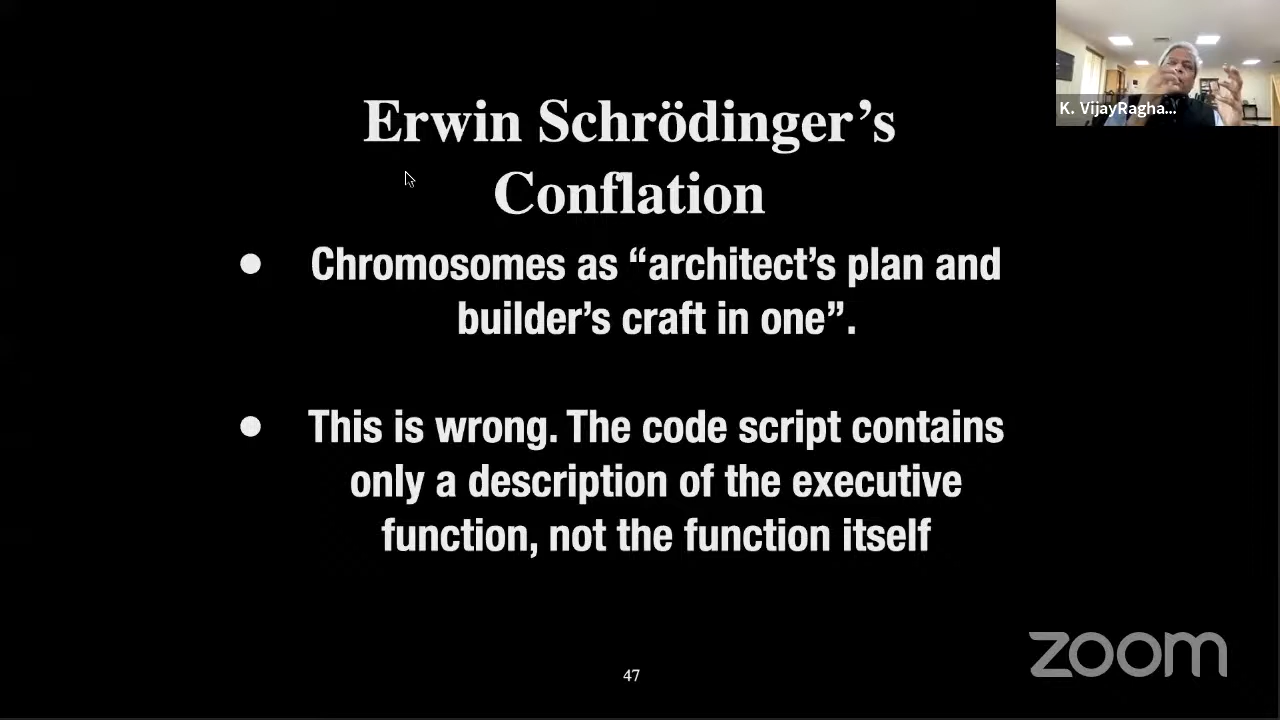 K. VijayRagha...
Erwin Schrödinger’s
Conflation
● Chromosomes as “architect’s plan and
builder’s craft in one”.
● This is wrong. The code script contains
only a description of the executive
function, not the function itself
zoom
47